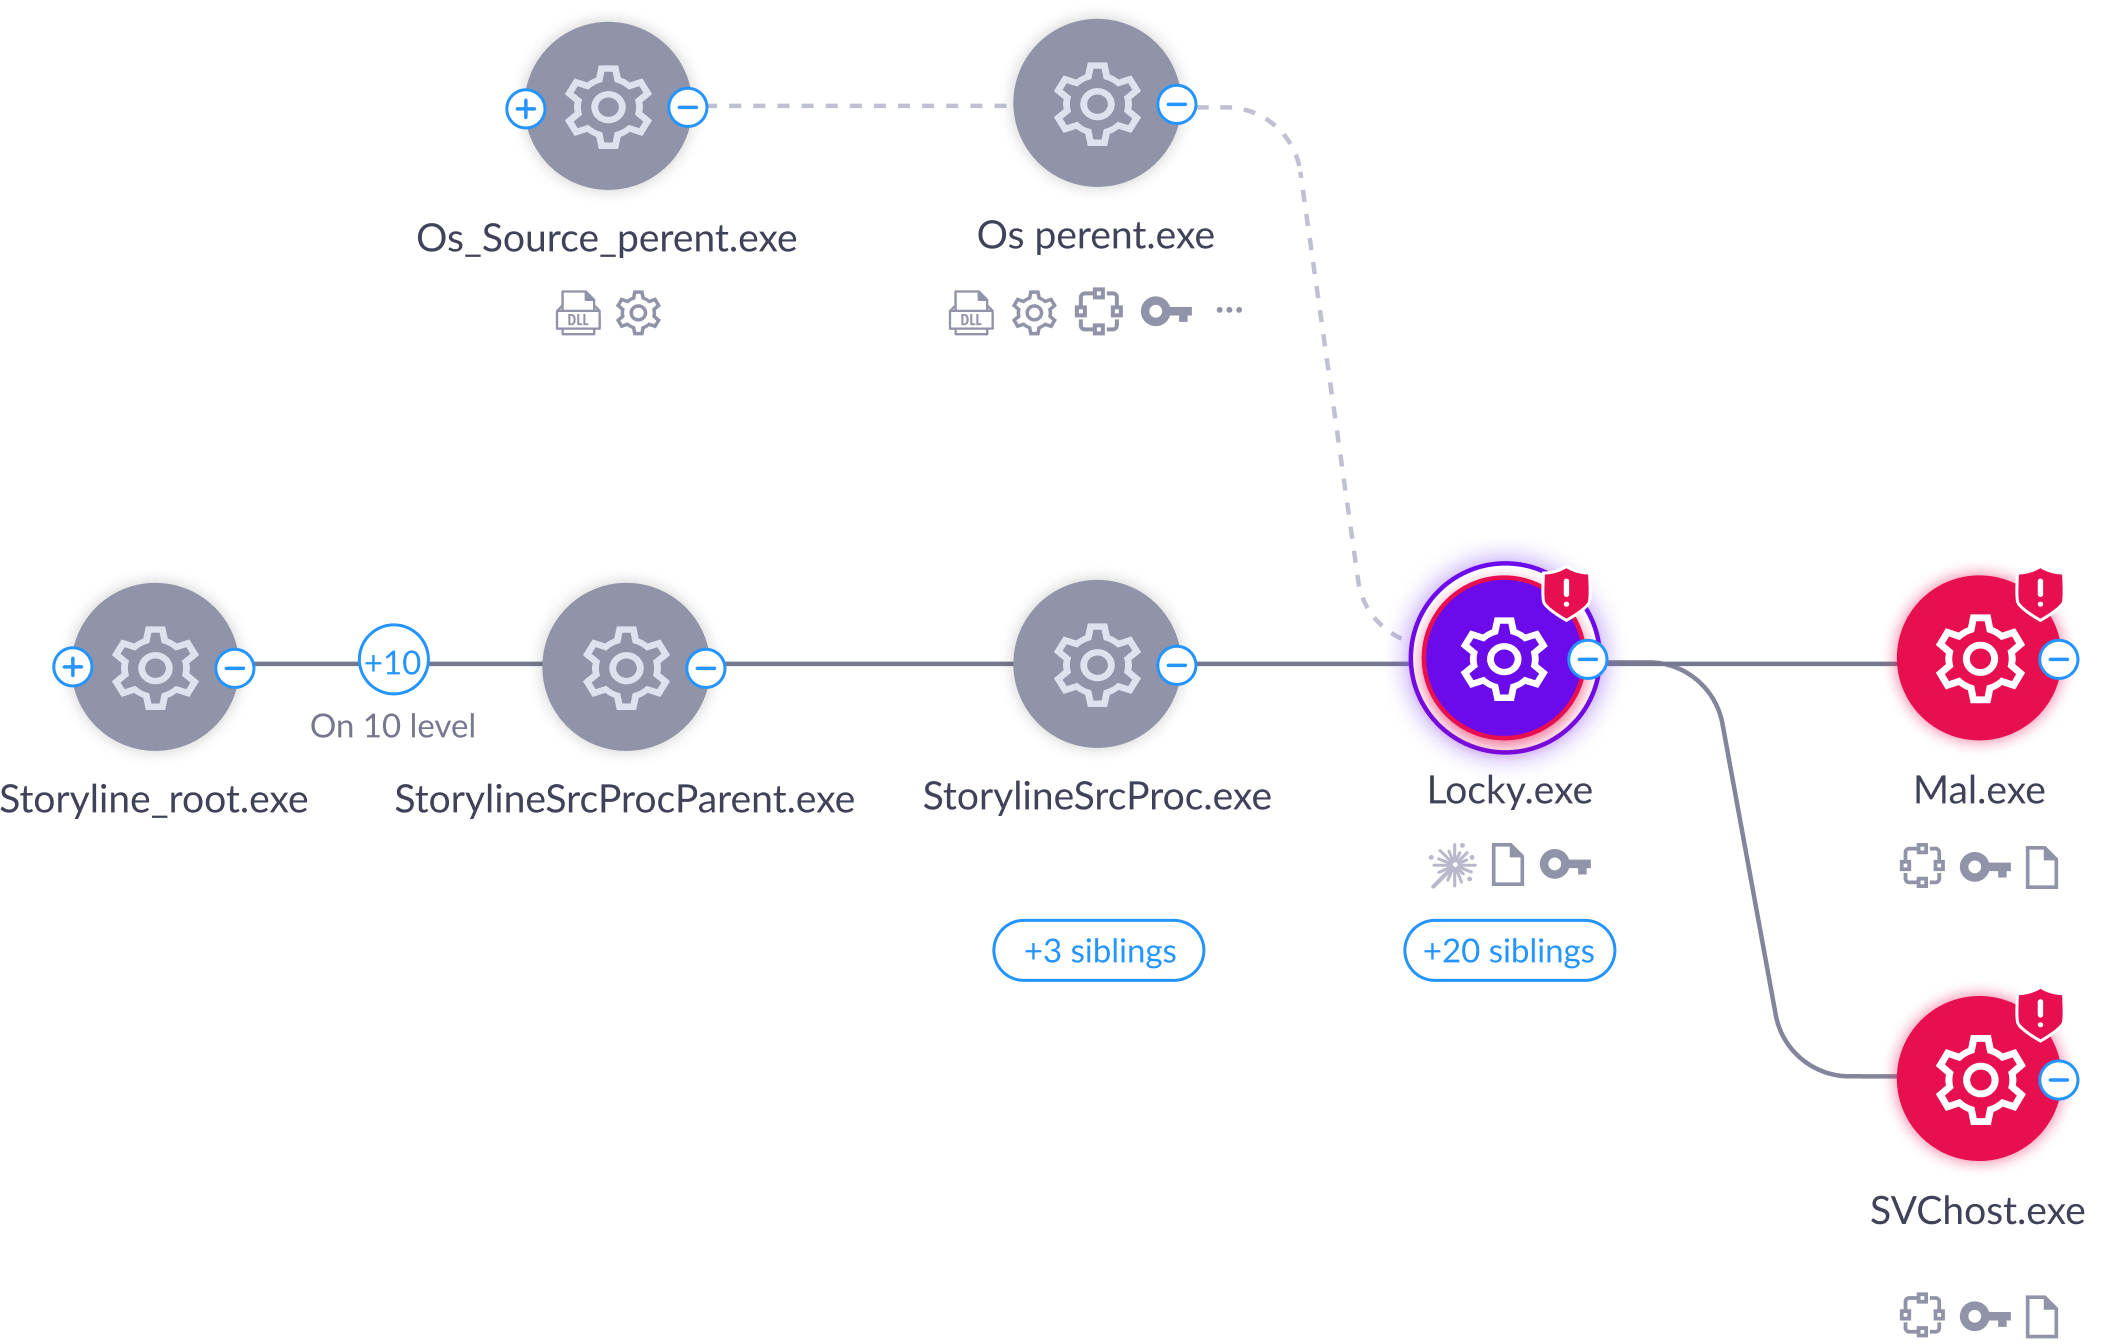 Os_Source_perent.exe
Os perent.exe
DLL
DLL
+10
On 10 level
Storyline_root.exe
StorylineSrcProcParent.exe
StorylineSrcProc.exe
Locky.exe
Mal.exe
+3 siblings
+20 siblings
SVChost.exe